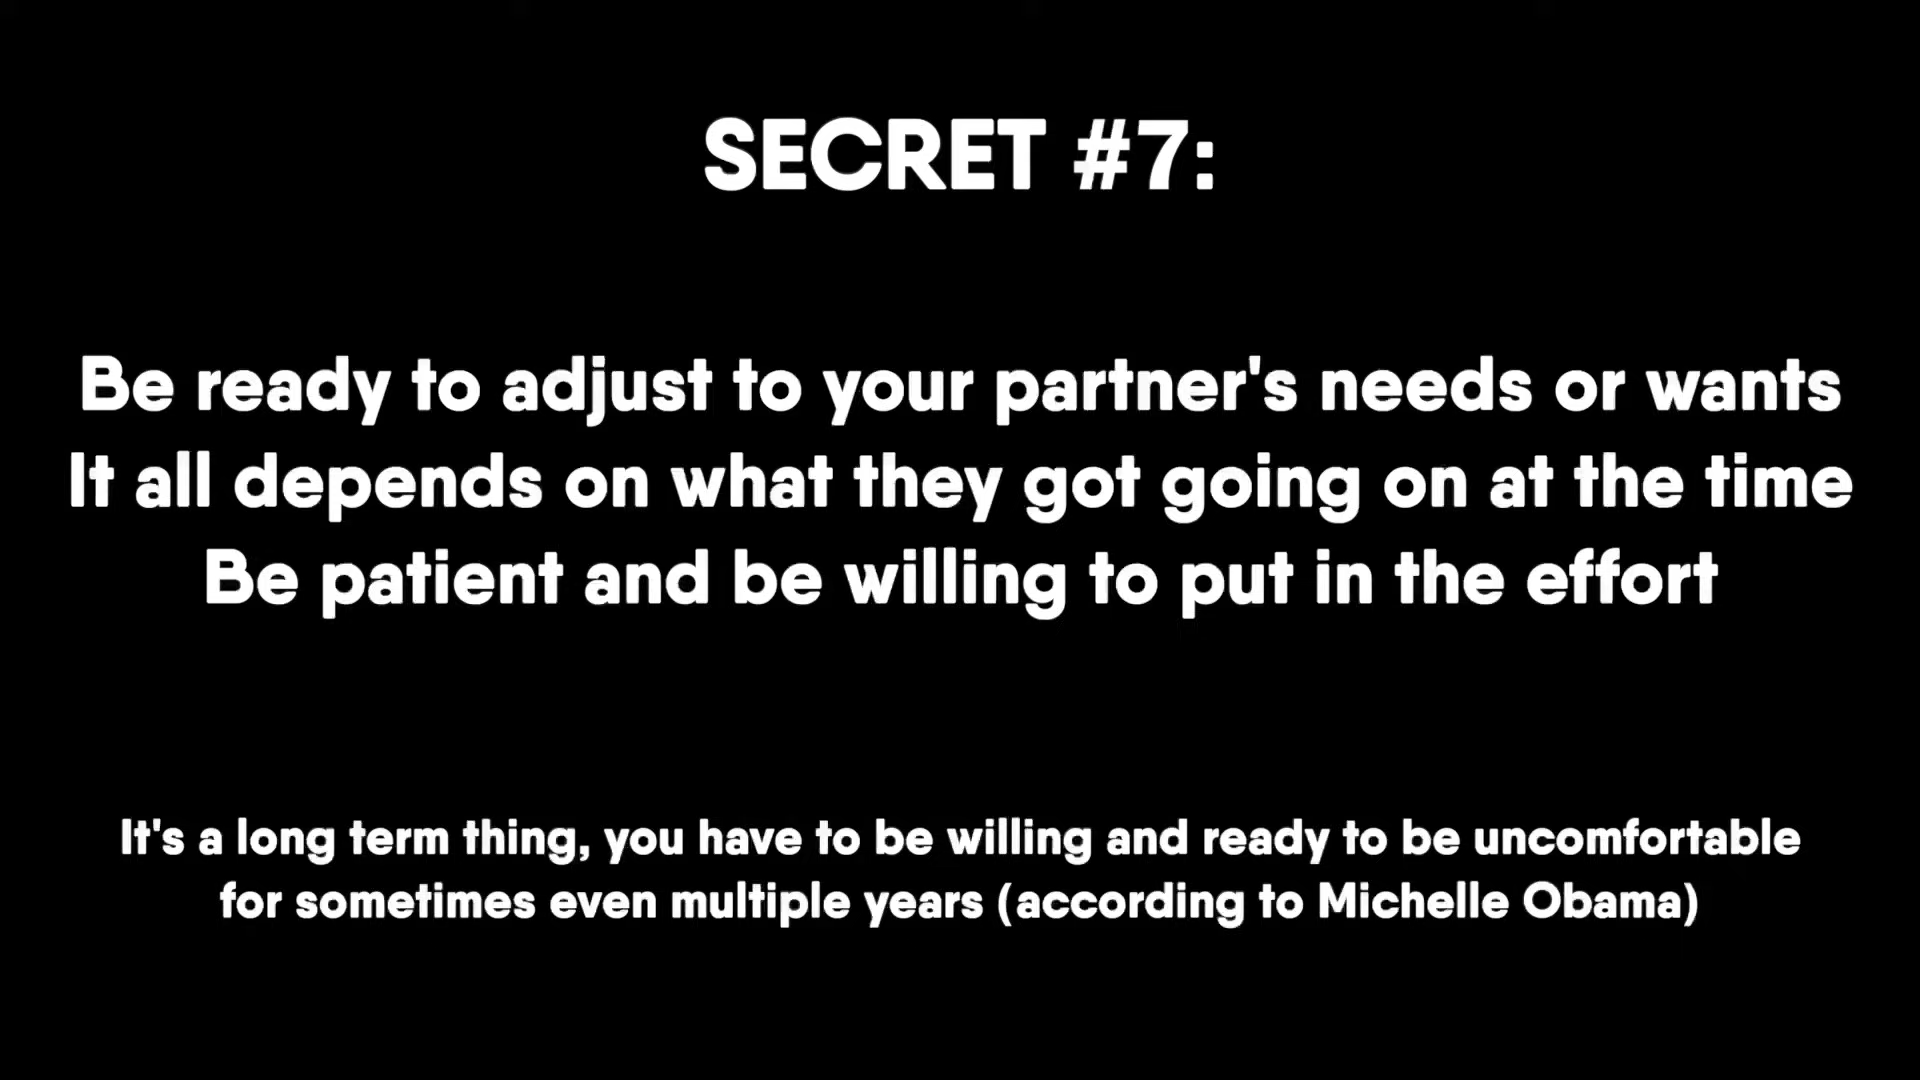 SECRET #7:
Be ready to adjust to your partner's needs or wants
It all depends on what they got going on at the time
Be patient and be willing to put in the effort
It's a long term thing, you have to be willing and ready to be uncomfortable
for sometimes even multiple years (according to Michelle Obama)